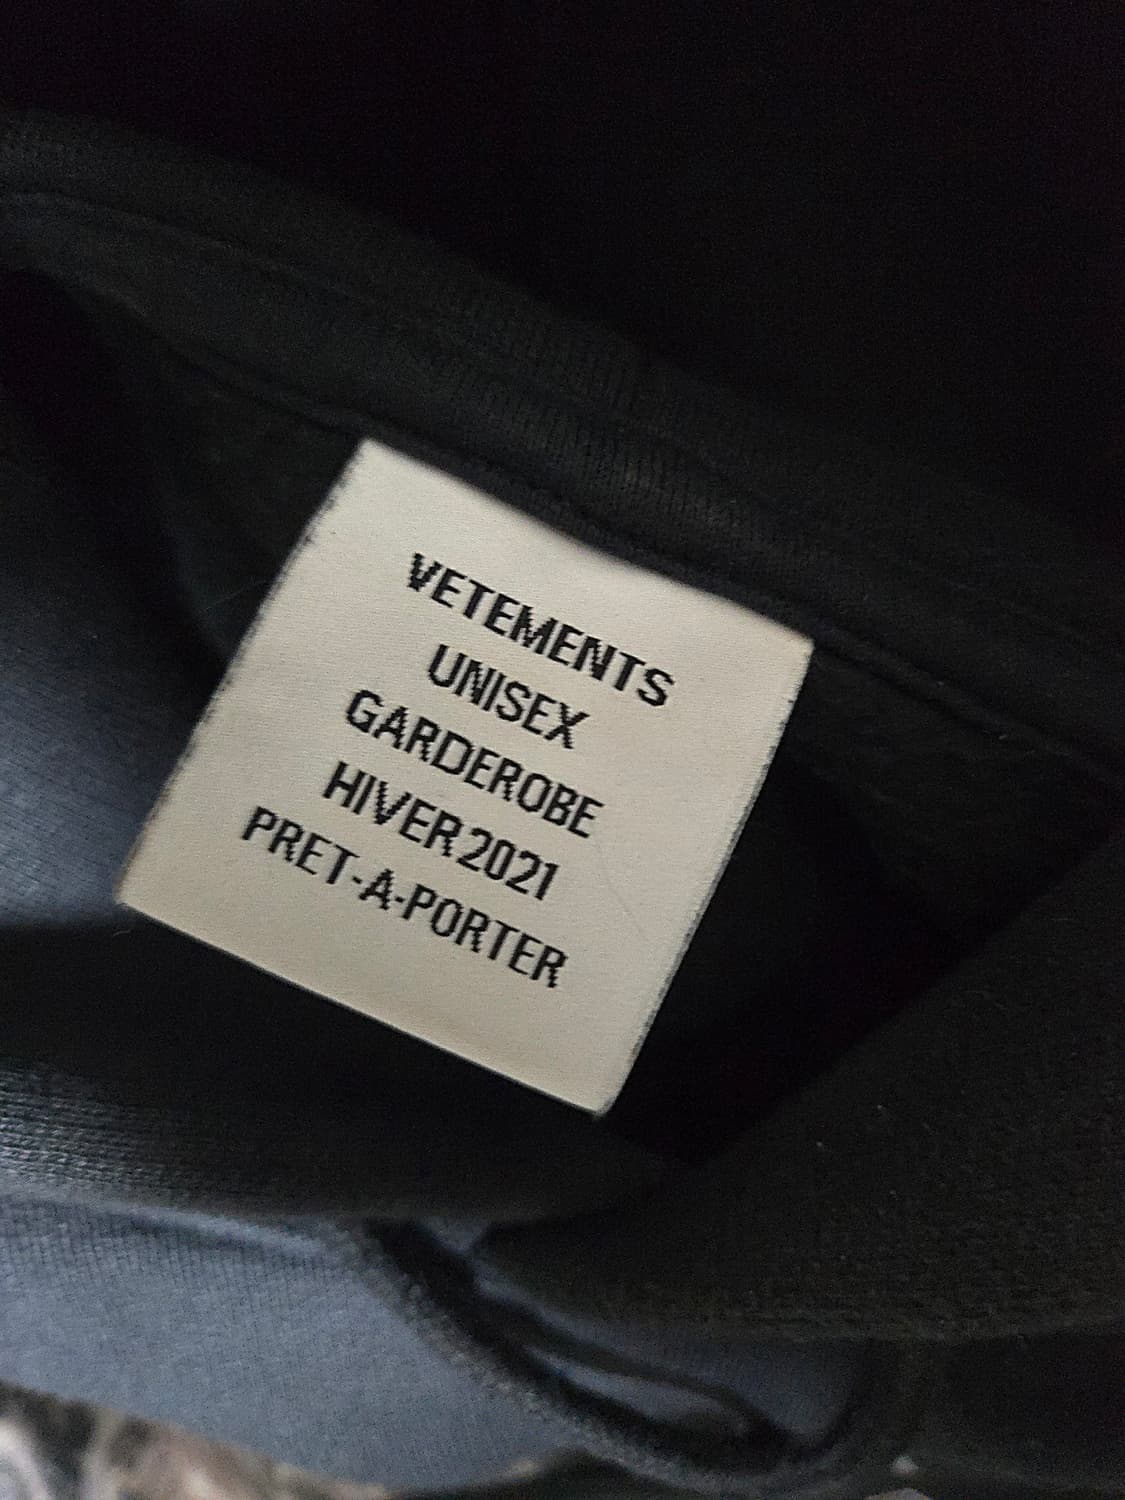 VETEMENTS
UNISEX
GARDEROBE
HIVER 2021
PRET-A-PORTER